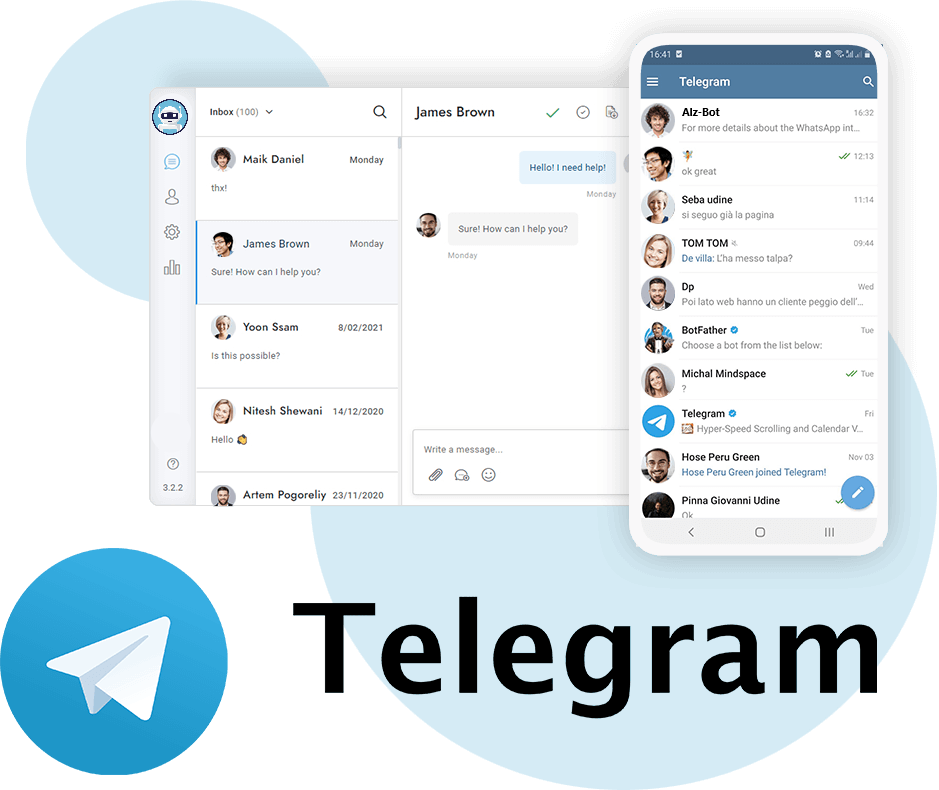 Inbox (100)
Maik Daniel Monday
thx!
James Brown Monday
Sure! How can I help you?
Yoon Ssam 8/02/2021
Is this possible?
Nitesh Shewani 14/12/2020
Hello 👋
Artem Pogoreliy 23/11/2020
3.2.2
James Brown
Hello! I need help!
Monday
Sure! How can I help you?
Monday
Write a message...
16:41
Telegram
Alz-Bot 16:32
For more details about the WhatsApp int...
12:13
ok great
Seba udine 11:14
si seguo già la pagina
TOM TOM 09:44
De villa: L'ha messo talpa?
Dp Wed
Poi lato web hanno un cliente peggio dell'...
BotFather Tue
Choose a bot from the list below:
Michal Mindspace Tue
?
Telegram Fri
Hyper-Speed Scrolling and Calendar V...
Hose Peru Green Nov 03
Hose Peru Green joined Telegram!
Pinna Giovanni Udine
Ok
Telegram